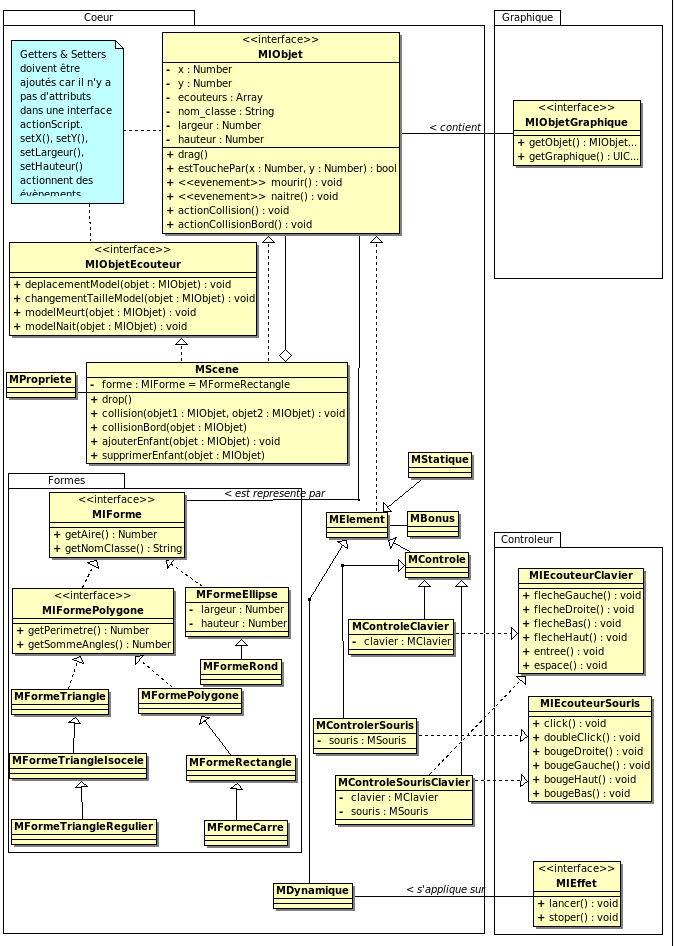 Coeur
Graphique
Getters & Setters
doivent être
ajoutés car il n'y a
pas d'attributs
dans une interface
actionScript.
setX(), setY(),
setLargeur(),
setHauteur()
actionnent des
évènements
<<interface>>
MIObjet
- x : Number
- y : Number
- ecouteurs : Array
- nom_classe : String
- largeur : Number
- hauteur : Number
+ drag()
+ estTouchePar(x : Number, y : Number) : bool
+ <<evenement>> mourir() : void
+ <<evenement>> naitre() : void
+ actionCollision() : void
+ actionCollisionBord() : void
< contient
<<interface>>
MIObjetGraphique
+ getObjet() : MIObjet...
+ getGraphique() : UIC...
<<interface>>
MIObjetEcouteur
+ deplacementModel(objet : MIObjet) : void
+ changementTailleModel(objet : MIObjet) : void
+ modelMeurt(objet : MIObjet) : void
+ modelNait(objet : MIObjet) : void
MPropriete
MScene
- forme : MIForme = MFormeRectangle
+ drop()
+ collision(objet1 : MIObjet, objet2 : MIObjet) : void
+ collisionBord(objet : MIObjet)
+ ajouterEnfant(objet : MIObjet) : void
+ supprimerEnfant(objet : MIObjet)
Formes
< est represente par
<<interface>>
MIForme
+ getAire() : Number
+ getNomClasse() : String
<<interface>>
MIFormePolygone
+ getPerimetre() : Number
+ getSommeAngles() : Number
MFormeEllipse
- largeur : Number
- hauteur : Number
MFormeRond
MFormeTriangle
MFormePolygone
MFormeTriangleIsocele
MFormeRectangle
MFormeTriangleRegulier
MFormeCarre
MStatique
MElement
MBonus
MControle
MControleClavier
- clavier : MClavier
MControlerSouris
- souris : MSouris
MControleSourisClavier
- clavier : MClavier
- souris : MSouris
MDynamique
< s'applique sur
Controleur
MIEcouteurClavier
+ flecheGauche() : void
+ flecheDroite() : void
+ flecheBas() : void
+ flecheHaut() : void
+ entree() : void
+ espace() : void
MIEcouteurSouris
+ click() : void
+ doubleClick() : void
+ bougeDroite() : void
+ bougeGauche() : void
+ bougeHaut() : void
+ bougeBas() : void
<<interface>>
MIEffet
+ lancer() : void
+ stoper() : void